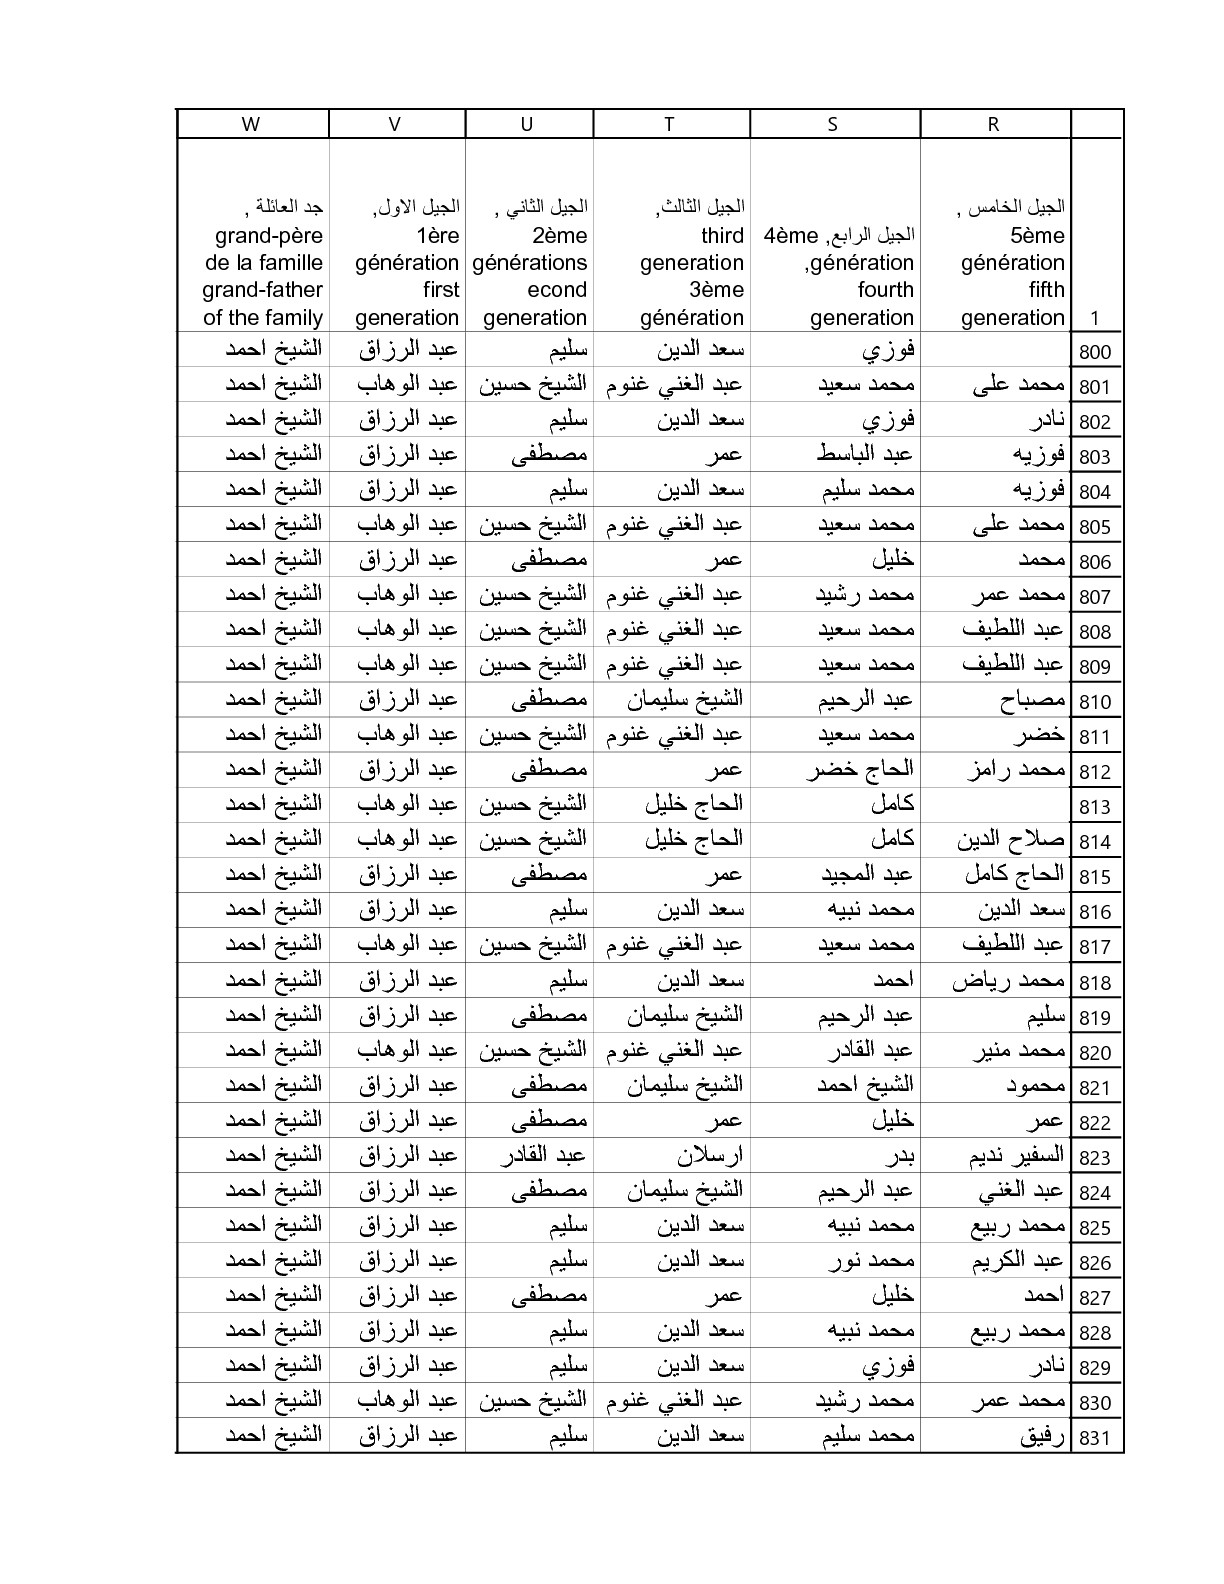 R S T U V W
الجيل الخامس , 5ème génération fifth generation
الجيل الرابع, 4ème génération, fourth generation
الجيل الثالث, third generation 3ème génération
الجيل الثاني , 2ème générations econd generation
الجيل الاول, 1ère génération first generation
جد العائلة , grand-père de la famille grand-father of the family
1
800 فوزي سعد الدين سليم عبد الرزاق الشيخ احمد
801 محمد على محمد سعيد عبد الغني غنوم الشيخ حسين عبد الوهاب الشيخ احمد
802 نادر فوزي سعد الدين سليم عبد الرزاق الشيخ احمد
803 فوزيه عبد الباسط عمر مصطفى عبد الرزاق الشيخ احمد
804 فوزيه محمد سليم سعد الدين سليم عبد الرزاق الشيخ احمد
805 محمد على محمد سعيد عبد الغني غنوم الشيخ حسين عبد الوهاب الشيخ احمد
806 محمد خليل عمر مصطفى عبد الرزاق الشيخ احمد
807 محمد عمر محمد رشيد عبد الغني غنوم الشيخ حسين عبد الوهاب الشيخ احمد
808 عبد اللطيف محمد سعيد عبد الغني غنوم الشيخ حسين عبد الوهاب الشيخ احمد
809 عبد اللطيف محمد سعيد عبد الغني غنوم الشيخ حسين عبد الوهاب الشيخ احمد
810 مصباح عبد الرحيم الشيخ سليمان مصطفى عبد الرزاق الشيخ احمد
811 خضر محمد سعيد عبد الغني غنوم الشيخ حسين عبد الوهاب الشيخ احمد
812 محمد رامز الحاج خضر عمر مصطفى عبد الرزاق الشيخ احمد
813 كامل الحاج خليل الشيخ حسين عبد الوهاب الشيخ احمد
814 صلاح الدين كامل الحاج خليل الشيخ حسين عبد الوهاب الشيخ احمد
815 الحاج كامل عبد المجيد عمر مصطفى عبد الرزاق الشيخ احمد
816 سعد الدين محمد نبيه سعد الدين سليم عبد الرزاق الشيخ احمد
817 عبد اللطيف محمد سعيد عبد الغني غنوم الشيخ حسين عبد الوهاب الشيخ احمد
818 محمد رياض احمد سعد الدين سليم عبد الرزاق الشيخ احمد
819 سليم عبد الرحيم الشيخ سليمان مصطفى عبد الرزاق الشيخ احمد
820 محمد منير عبد القادر عبد الغني غنوم الشيخ حسين عبد الوهاب الشيخ احمد
821 محمود الشيخ احمد الشيخ سليمان مصطفى عبد الرزاق الشيخ احمد
822 عمر خليل عمر مصطفى عبد الرزاق الشيخ احمد
823 السفير نديم بدر ارسلان عبد القادر عبد الرزاق الشيخ احمد
824 عبد الغني عبد الرحيم الشيخ سليمان مصطفى عبد الرزاق الشيخ احمد
825 محمد ربيع محمد نبيه سعد الدين سليم عبد الرزاق الشيخ احمد
826 عبد الكريم محمد نور سعد الدين سليم عبد الرزاق الشيخ احمد
827 احمد خليل عمر مصطفى عبد الرزاق الشيخ احمد
828 محمد ربيع محمد نبيه سعد الدين سليم عبد الرزاق الشيخ احمد
829 نادر فوزي سعد الدين سليم عبد الرزاق الشيخ احمد
830 محمد عمر محمد رشيد عبد الغني غنوم الشيخ حسين عبد الوهاب الشيخ احمد
831 رفيق محمد سليم سعد الدين سليم عبد الرزاق الشيخ احمد